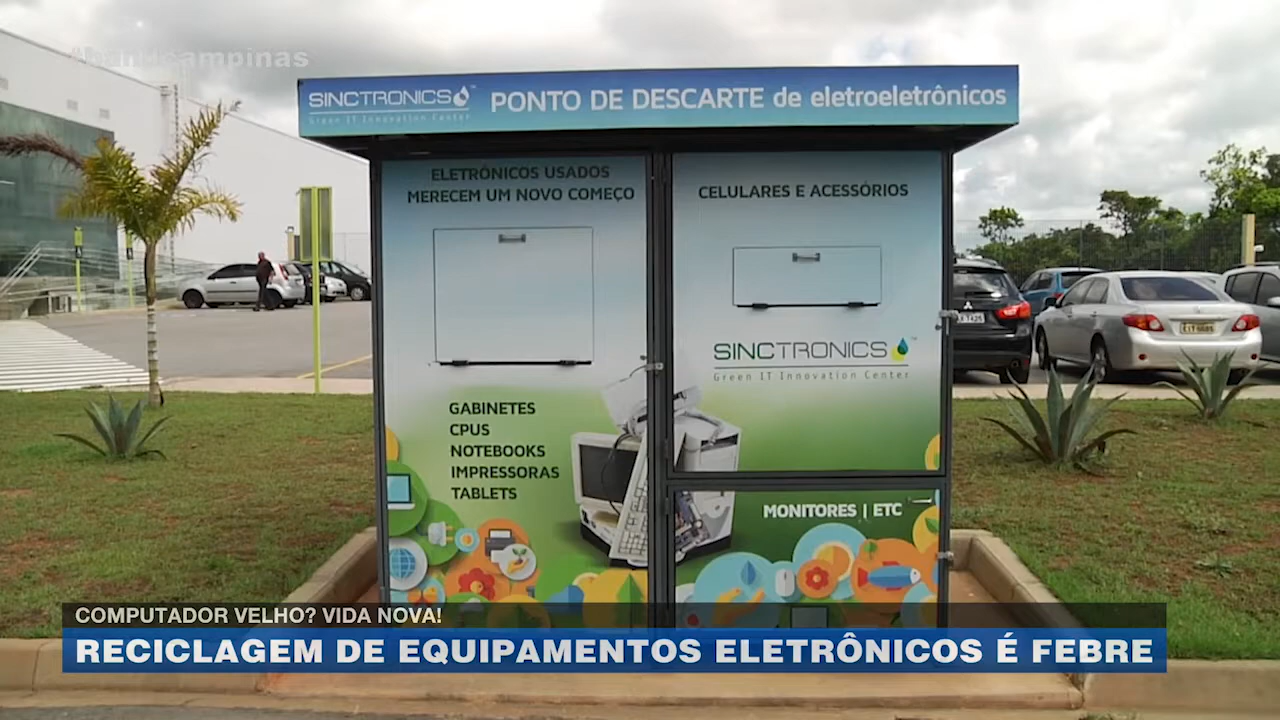 #bandcampinas
SINCTRONICS
Green IT Innovation Center
PONTO DE DESCARTE de eletroeletrônicos
ELETRÔNICOS USADOS
MERECEM UM NOVO COMEÇO
CELULARES E ACESSÓRIOS
SINCTRONICS
Green IT Innovation Center
GABINETES
CPUS
NOTEBOOKS
IMPRESSORAS
TABLETS
MONITORES | ETC
COMPUTADOR VELHO? VIDA NOVA!
RECICLAGEM DE EQUIPAMENTOS ELETRÔNICOS É FEBRE